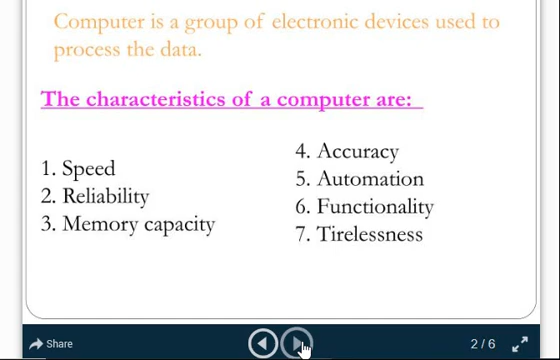 Computer is a group of electronic devices used to
process the data.
The characteristics of a computer are:
1. Speed
2. Reliability
3. Memory capacity
4. Accuracy
5. Automation
6. Functionality
7. Tirelessness
Share
2 / 6